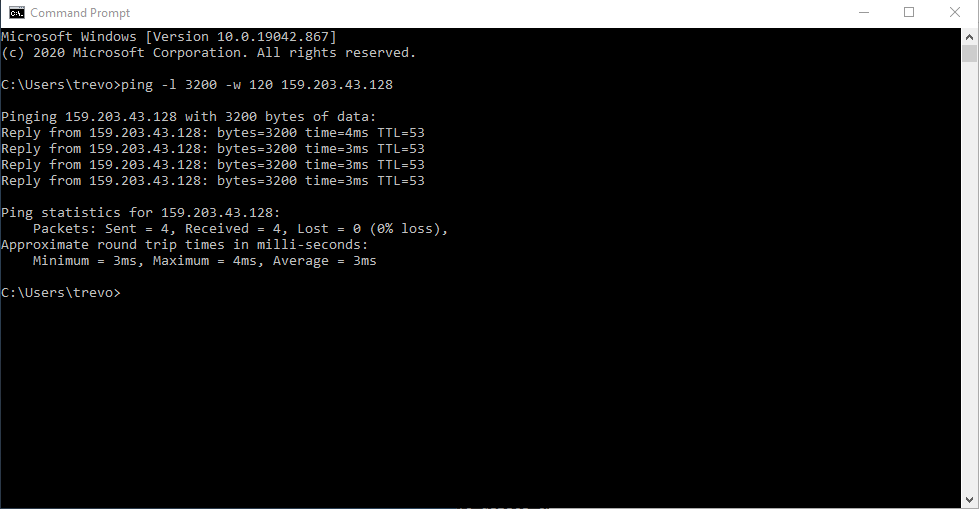 Command Prompt
Microsoft Windows [Version 10.0.19042.867]
(c) 2020 Microsoft Corporation. All rights reserved.
C:\Users\trevo>ping -l 3200 -w 120 159.203.43.128
Pinging 159.203.43.128 with 3200 bytes of data:
Reply from 159.203.43.128: bytes=3200 time=4ms TTL=53
Reply from 159.203.43.128: bytes=3200 time=3ms TTL=53
Reply from 159.203.43.128: bytes=3200 time=3ms TTL=53
Reply from 159.203.43.128: bytes=3200 time=3ms TTL=53
Ping statistics for 159.203.43.128:
    Packets: Sent = 4, Received = 4, Lost = 0 (0% loss),
Approximate round trip times in milli-seconds:
    Minimum = 3ms, Maximum = 4ms, Average = 3ms
C:\Users\trevo>